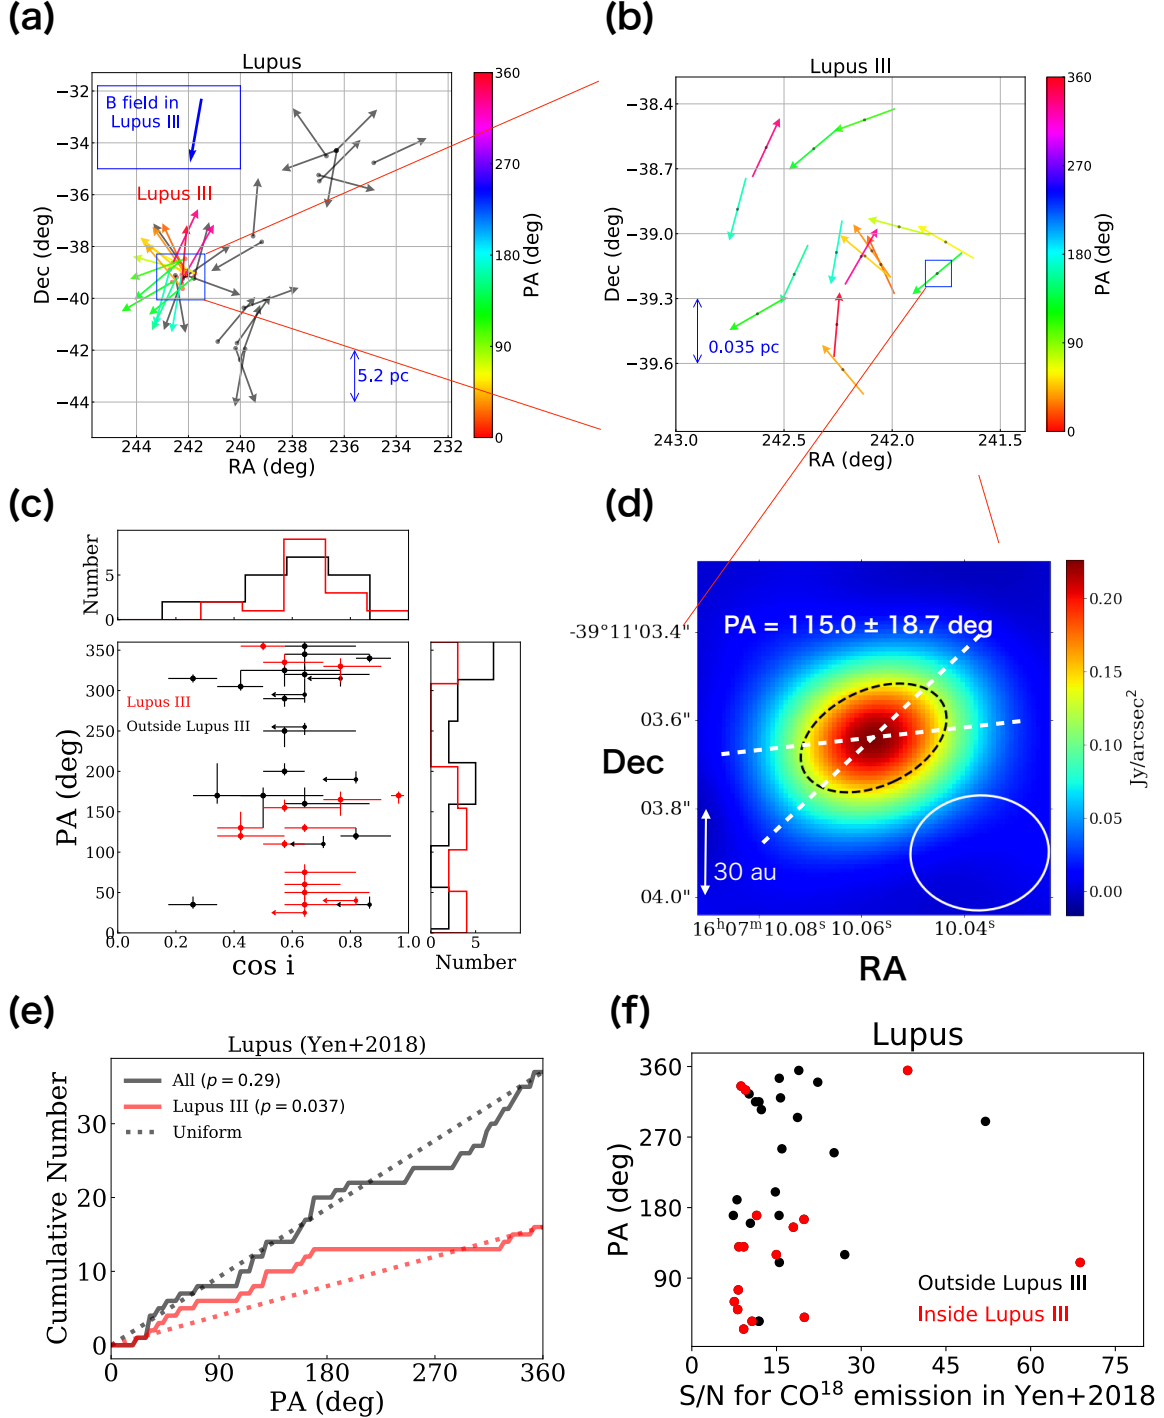 (a)
Lupus
B field in
Lupus III
Lupus III
5.2 pc
−32
−34
−36
−38
−40
−42
−44
Dec (deg)
244
242
240
238
236
234
232
RA (deg)
360
270
180
90
0
PA (deg)
(b)
Lupus III
0.035 pc
−38.4
−38.7
−39.0
−39.3
−39.6
Dec (deg)
243.0
242.5
242.0
241.5
RA (deg)
360
270
180
90
0
PA (deg)
(c)
Number
5
0
350
300
250
200
150
100
50
0
PA (deg)
Lupus III
Outside Lupus III
0.0
0.2
0.4
0.6
0.8
1.0
cos i
0
5
Number
(d)
PA = 115.0 ± 18.7 deg
-39°11'03.4"
03.6"
03.8"
04.0"
Dec
30 au
16ʰ07ᵐ10.08ˢ
10.06ˢ
10.04ˢ
RA
0.20
0.15
0.10
0.05
0.00
Jy/arcsec²
(e)
Lupus (Yen+2018)
All (p = 0.29)
Lupus III (p = 0.037)
Uniform
30
20
10
0
Cumulative Number
0
90
180
270
360
PA (deg)
(f)
Lupus
360
270
180
90
PA (deg)
Outside Lupus III
Inside Lupus III
0
15
30
45
60
75
S/N for CO¹⁸ emission in Yen+2018